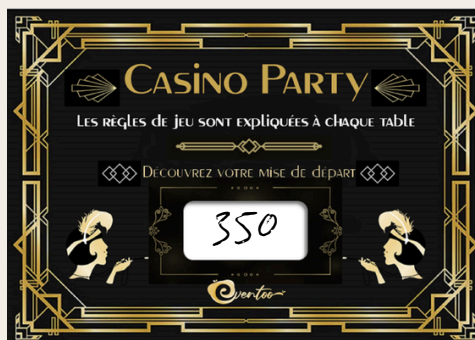 CASINO PARTY
LES RÈGLES DE JEU SONT EXPLIQUÉES À CHAQUE TABLE
DÉCOUVREZ VOTRE MISE DE DÉPART
350
eventoo